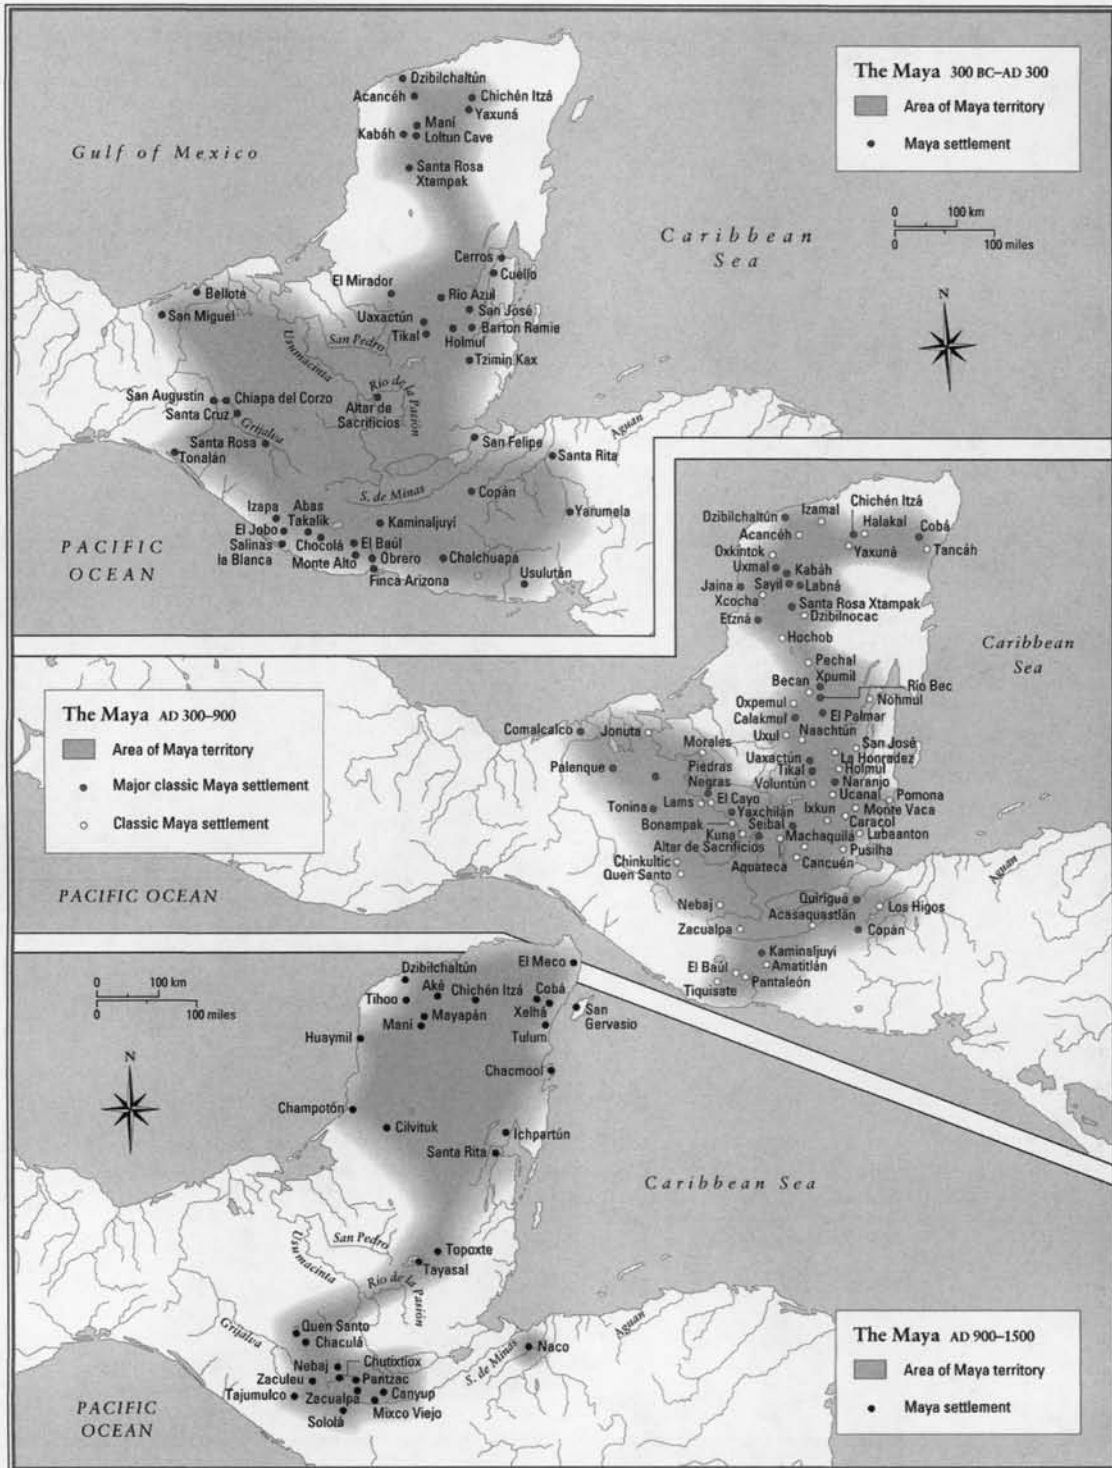 The Maya 300 BC–AD 300
Area of Maya territory
Maya settlement
0 100 km
0 100 miles
N
Gulf of Mexico
Caribbean
Sea
PACIFIC
OCEAN
Dzibilchaltún
Acancéh
Chichén Itzá
Yaxuná
Maní
Kabáh
Loltun Cave
Santa Rosa
Xtampak
Cerros
Cuello
El Mirador
Río Azul
Bellote
San Miguel
San José
Uaxactún
Tikal
Holmul
Barton Ramie
San Pedro
Usumacinta
Tzimin Kax
Río de la Pasión
San Augustin
Chiapa del Corzo
Santa Cruz
Altar de
Sacrificios
Grijalva
Santa Rosa
Tonalán
San Felipe
Aguan
Santa Rita
S. de Minas
Copán
Yarumela
Izapa
Abas
Takalik
Kaminaljuyí
El Jobo
Salinas
la Blanca
Chocolá
El Baúl
Monte Alto
Obrero
Chalchuapa
Finca Arizona
Usulután
The Maya AD 300–900
Area of Maya territory
Major classic Maya settlement
Classic Maya settlement
PACIFIC OCEAN
Caribbean
Sea
Dzibilchaltún
Izamal
Chichén Itzá
Halakal
Cobá
Acancéh
Yaxuná
Tancáh
Oxkintok
Uxmal
Kabáh
Jaina
Sayil
Labná
Xcocha
Santa Rosa Xtampak
Etzná
Dzibilnocac
Hochob
Pechal
Becan
Xpumil
Río Bec
Oxpemul
Nohmul
Calakmul
El Palmar
Uxul
Naachtún
Comalcalco
Jonuta
Morales
San José
Uaxactún
La Honradez
Palenque
Piedras
Negras
Tikal
Holmul
Voluntún
Naranjo
Lams
El Cayo
Ucanal
Pomona
Tonina
Yaxchilán
Ixkun
Monte Vaca
Bonampak
Seibal
Caracol
Kuna
Machaquilá
Lubaanton
Altar de Sacrificios
Pusilha
Aquateca
Cancuén
Chinkultic
Quen Santo
Aguan
Nebaj
Quiriguá
Los Higos
Acasaquastlán
Zacualpa
Copán
Kaminaljuyí
El Baúl
Amatitlán
Tiquisate
Pantaleón
0 100 km
0 100 miles
N
El Meco
Dzibilchaltún
Aké
Chichén Itzá
Cobá
Tihoo
Xelhá
San
Gervasio
Mayapán
Maní
Tulum
Huaymil
Chacmool
Champotón
Cilvituk
Ichpartún
Santa Rita
Caribbean Sea
San Pedro
Usumacinta
Topoxte
Tayasal
Río de la Pasión
Grijalva
Quen Santo
Chaculá
Aguan
S. de Minas
Naco
Nebaj
Chutixtiox
Zaculeu
Pantzac
Tajumulco
Zacualpa
Canyup
Mixco Viejo
Sololá
PACIFIC
OCEAN
The Maya AD 900–1500
Area of Maya territory
Maya settlement